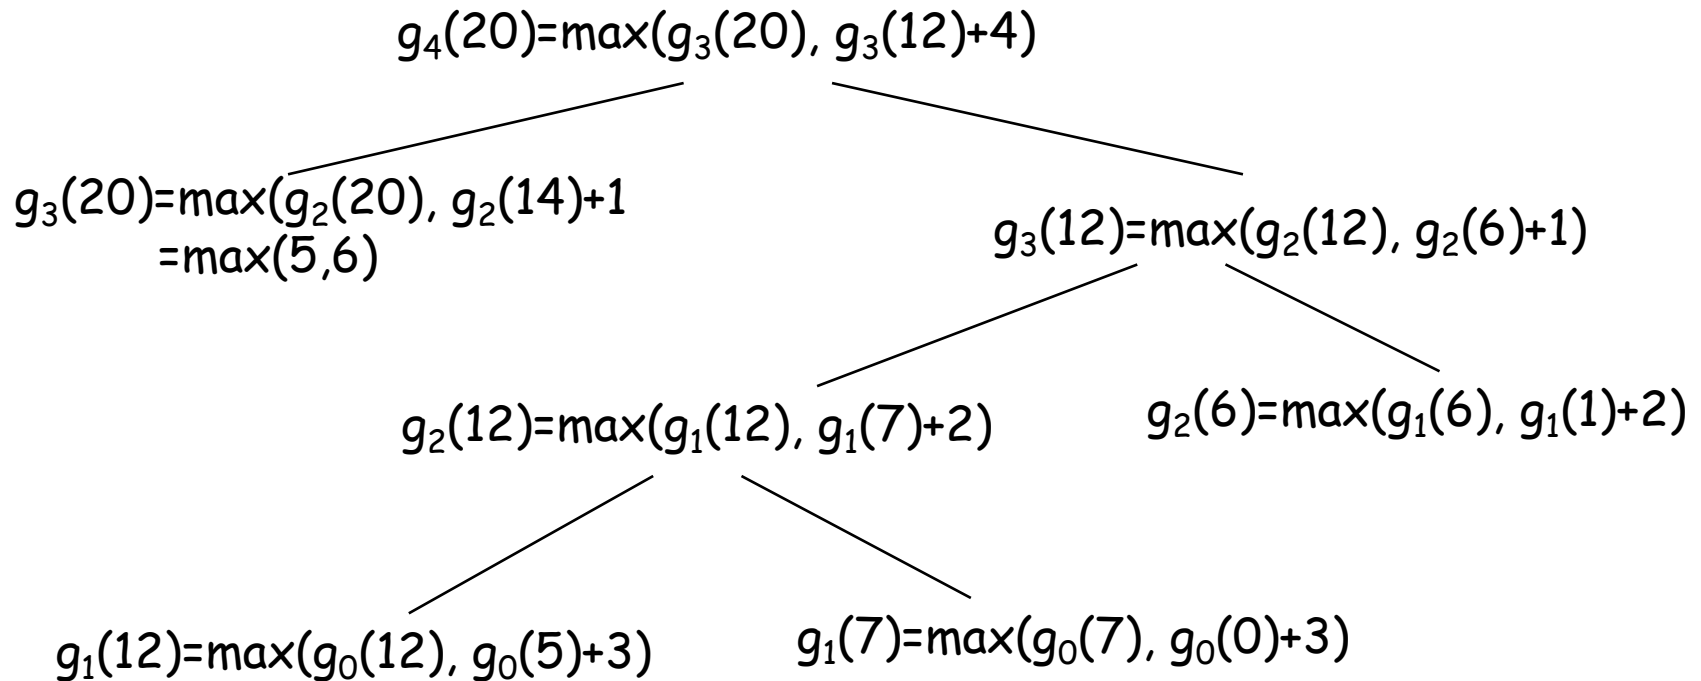 g₄(20)=max(g₃(20), g₃(12)+4)
g₃(20)=max(g₂(20), g₂(14)+1
=max(5,6)
g₃(12)=max(g₂(12), g₂(6)+1)
g₂(12)=max(g₁(12), g₁(7)+2)
g₂(6)=max(g₁(6), g₁(1)+2)
g₁(12)=max(g₀(12), g₀(5)+3)
g₁(7)=max(g₀(7), g₀(0)+3)